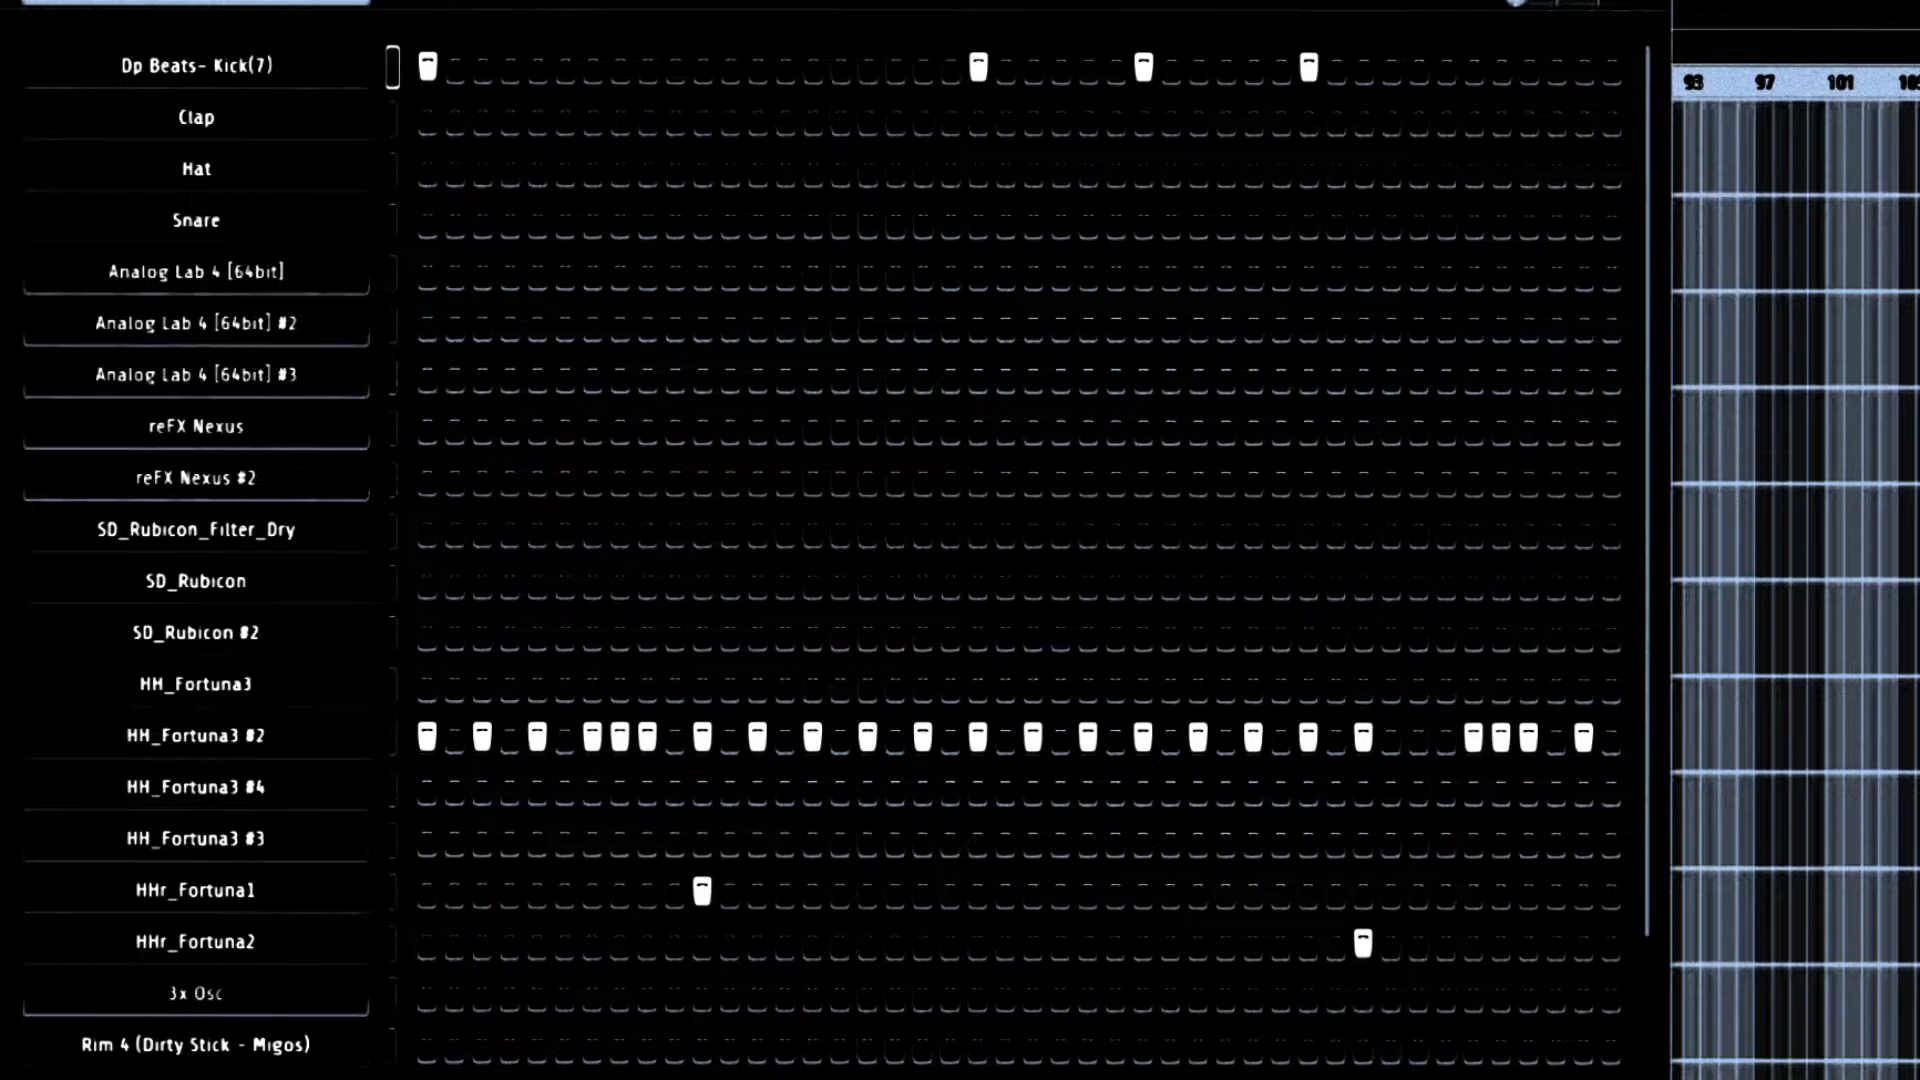 Dp Beats- Kick(7)
93 97 101
Clap
Hat
Snare
Analog Lab 4 [64bit]
Analog Lab 4 [64bit] #2
Analog Lab 4 [64bit] #3
reFX Nexus
reFX Nexus #2
SD_Rubicon_Filter_Dry
SD_Rubicon
SD_Rubicon #2
HH_Fortuna3
HH_Fortuna3 #2
HH_Fortuna3 #4
HH_Fortuna3 #3
HHr_Fortuna1
HHr_Fortuna2
3x Osc
Rim 4 (Dirty Stick - Migos)